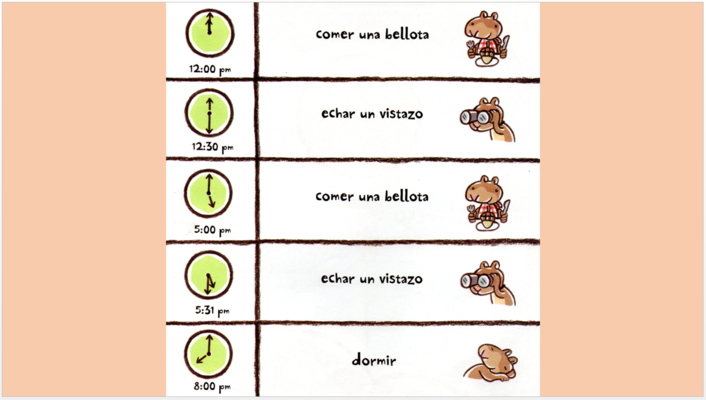 comer una bellota
12:00 pm
echar un vistazo
12:30 pm
comer una bellota
5:00 pm
echar un vistazo
5:31 pm
dormir
8:00 pm